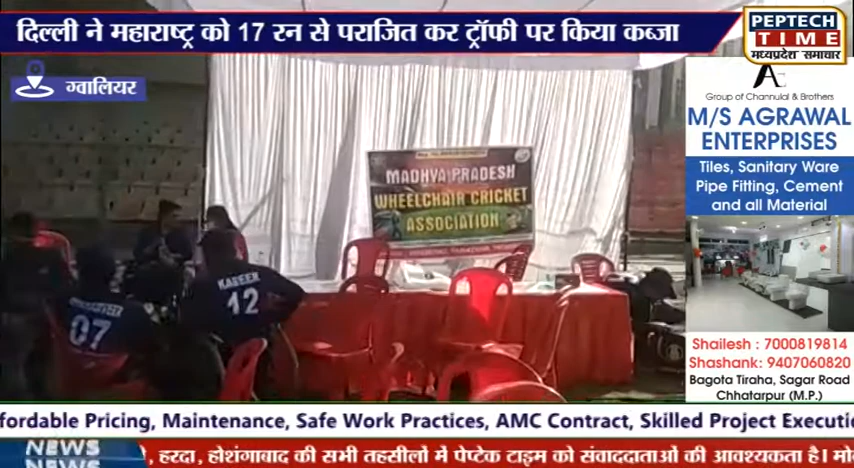 दिल्ली ने महाराष्ट्र को 17 रन से पराजित कर ट्रॉफी पर किया कब्जा
PEPTECH
TIME
मध्यप्रदेश समाचार
ग्वालियर
Group of Channulal & Brothers
M/S AGRAWAL
ENTERPRISES
Tiles, Sanitary Ware
Pipe Fitting, Cement
and all Material
MADHYA PRADESH
WHEELCHAIR CRICKET
ASSOCIATION
KABEER
12
07
Shailesh : 7000819814
Shashank: 9407060820
Bagota Tiraha, Sagar Road
Chhatarpur (M.P.)
fordable Pricing, Maintenance, Safe Work Practices, AMC Contract, Skilled Project Executi
NEWS
NEWS
, हरदा, होशंगाबाद की सभी तहसीलों में पेप्टेक टाइम को संवाददाताओं की आवश्यकता है। मो